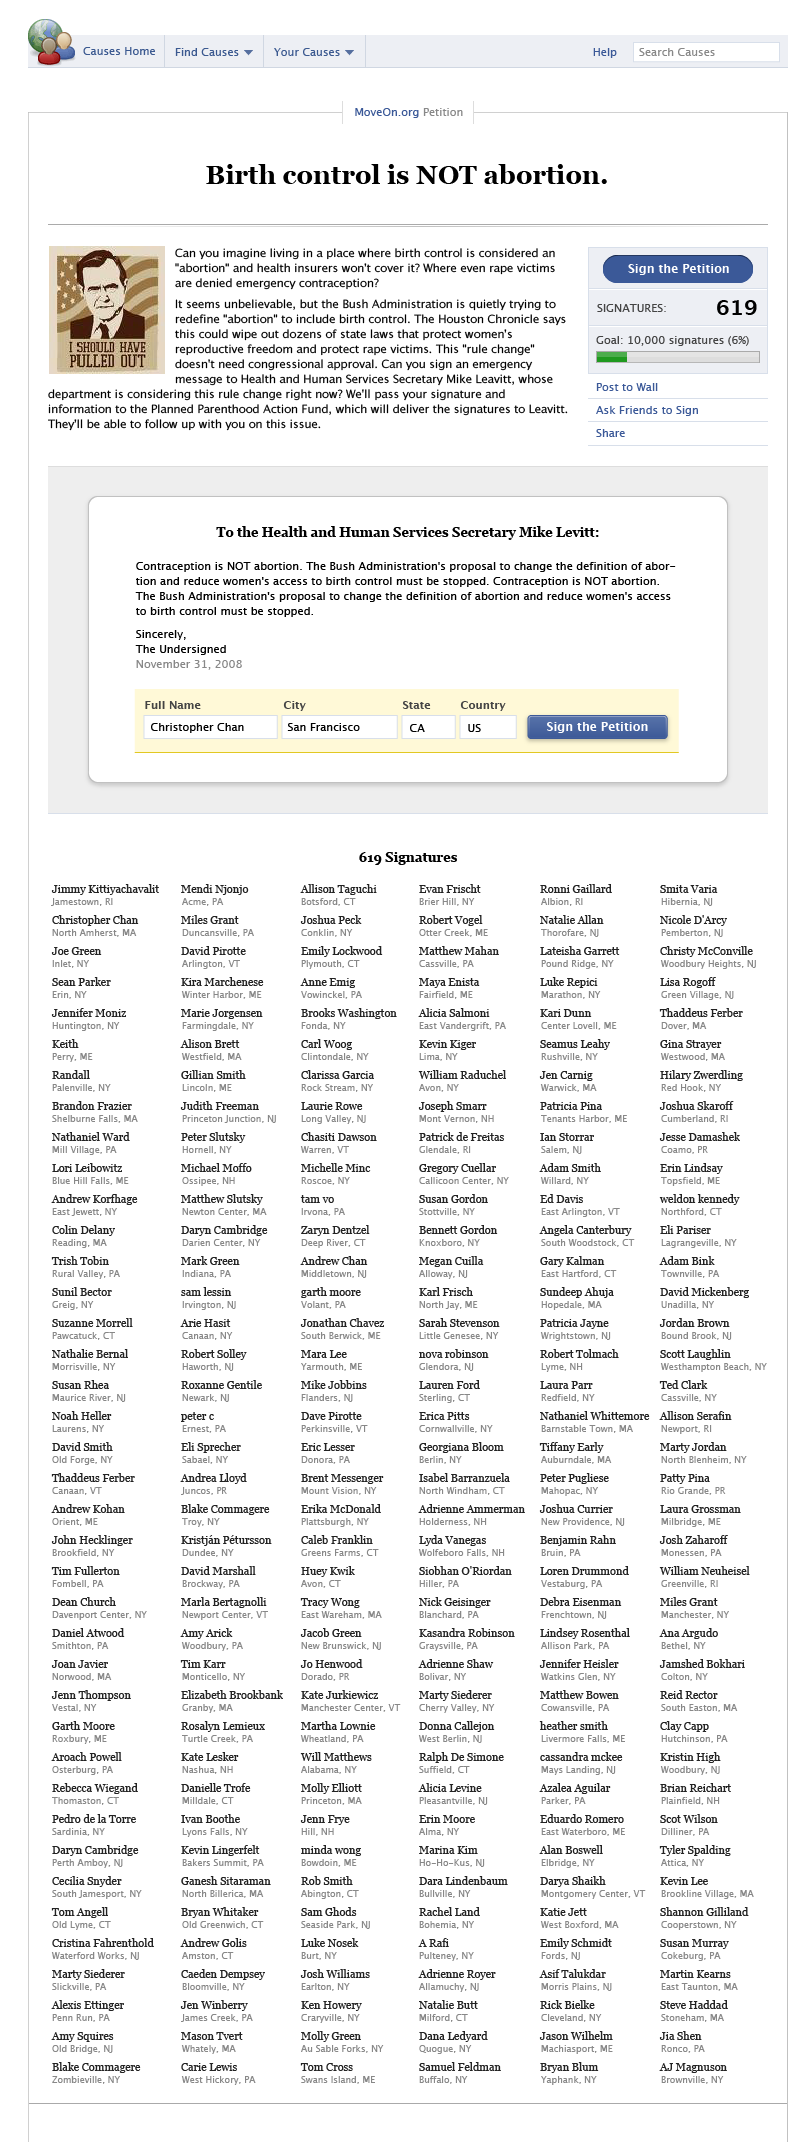 Causes Home
Find Causes
Your Causes
Help
Search Causes
MoveOn.org Petition
Birth control is NOT abortion.
I SHOULD HAVE
PULLED OUT
Can you imagine living in a place where birth control is considered an
"abortion" and health insurers won't cover it? Where even rape victims
are denied emergency contraception?
It seems unbelievable, but the Bush Administration is quietly trying to
redefine "abortion" to include birth control. The Houston Chronicle says
this could wipe out dozens of state laws that protect women's
reproductive freedom and protect rape victims. This "rule change"
doesn't need congressional approval. Can you sign an emergency
message to Health and Human Services Secretary Mike Leavitt, whose
department is considering this rule change right now? We'll pass your signature and
information to the Planned Parenthood Action Fund, which will deliver the signatures to Leavitt.
They'll be able to follow up with you on this issue.
Sign the Petition
SIGNATURES: 619
Goal: 10,000 signatures (6%)
Post to Wall
Ask Friends to Sign
Share
To the Health and Human Services Secretary Mike Levitt:
Contraception is NOT abortion. The Bush Administration's proposal to change the definition of abor-
tion and reduce women's access to birth control must be stopped. Contraception is NOT abortion.
The Bush Administration's proposal to change the definition of abortion and reduce women's access
to birth control must be stopped.
Sincerely,
The Undersigned
November 31, 2008
Full Name City State Country
Christopher Chan San Francisco CA US Sign the Petition
619 Signatures
Jimmy Kittiyachavalit Mendi Njonjo Allison Taguchi Evan Frischt Ronni Gaillard Smita Varia
Jamestown, RI Acme, PA Botsford, CT Brier Hill, NY Albion, RI Hibernia, NJ
Christopher Chan Miles Grant Joshua Peck Robert Vogel Natalie Allan Nicole D'Arcy
North Amherst, MA Duncansville, PA Conklin, NY Otter Creek, ME Thorofare, NJ Pemberton, NJ
Joe Green David Pirotte Emily Lockwood Matthew Mahan Lateisha Garrett Christy McConville
Inlet, NY Arlington, VT Plymouth, CT Cassville, PA Pound Ridge, NY Woodbury Heights, NJ
Sean Parker Kira Marchenese Anne Emig Maya Enista Luke Repici Lisa Rogoff
Erin, NY Winter Harbor, ME Vowinckel, PA Fairfield, ME Marathon, NY Green Village, NJ
Jennifer Moniz Marie Jorgensen Brooks Washington Alicia Salmoni Kari Dunn Thaddeus Ferber
Huntington, NY Farmingdale, NY Fonda, NY East Vandergrift, PA Center Lovell, ME Dover, MA
Keith Alison Brett Carl Woog Kevin Kiger Seamus Leahy Gina Strayer
Perry, ME Westfield, MA Clintondale, NY Lima, NY Rushville, NY Westwood, MA
Randall Gillian Smith Clarissa Garcia William Raduchel Jen Carnig Hilary Zwerdling
Palenville, NY Lincoln, ME Rock Stream, NY Avon, NY Warwick, MA Red Hook, NY
Brandon Frazier Judith Freeman Laurie Rowe Joseph Smarr Patricia Pina Joshua Skaroff
Shelburne Falls, MA Princeton Junction, NJ Long Valley, NJ Mont Vernon, NH Tenants Harbor, ME Cumberland, RI
Nathaniel Ward Peter Slutsky Chasiti Dawson Patrick de Freitas Ian Storrar Jesse Damashek
Mill Village, PA Hornell, NY Warren, VT Glendale, RI Salem, NJ Coamo, PR
Lori Leibowitz Michael Moffo Michelle Minc Gregory Cuellar Adam Smith Erin Lindsay
Blue Hill Falls, ME Ossipee, NH Roscoe, NY Callicoon Center, NY Willard, NY Topsfield, ME
Andrew Korfhage Matthew Slutsky tam vo Susan Gordon Ed Davis weldon kennedy
East Jewett, NY Newton Center, MA Irvona, PA Stottville, NY East Arlington, VT Northford, CT
Colin Delany Daryn Cambridge Zaryn Dentzel Bennett Gordon Angela Canterbury Eli Pariser
Reading, MA Darien Center, NY Deep River, CT Knoxboro, NY South Woodstock, CT Lagrangeville, NY
Trish Tobin Mark Green Andrew Chan Megan Cuilla Gary Kalman Adam Bink
Rural Valley, PA Indiana, PA Middletown, NJ Alloway, NJ East Hartford, CT Townville, PA
Sunil Bector sam lessin garth moore Karl Frisch Sundeep Ahuja David Mickenberg
Greig, NY Irvington, NJ Volant, PA North Jay, ME Hopedale, MA Unadilla, NY
Suzanne Morrell Arie Hasit Jonathan Chavez Sarah Stevenson Patricia Jayne Jordan Brown
Pawcatuck, CT Canaan, NY South Berwick, ME Little Genesee, NY Wrightstown, NJ Bound Brook, NJ
Nathalie Bernal Robert Solley Mara Lee nova robinson Robert Tolmach Scott Laughlin
Morrisville, NY Haworth, NJ Yarmouth, ME Glendora, NJ Lyme, NH Westhampton Beach, NY
Susan Rhea Roxanne Gentile Mike Jobbins Lauren Ford Laura Parr Ted Clark
Maurice River, NJ Newark, NJ Flanders, NJ Sterling, CT Redfield, NY Cassville, NY
Noah Heller peter c Dave Pirotte Erica Pitts Nathaniel Whittemore Allison Serafin
Laurens, NY Ernest, PA Perkinsville, VT Cornwallville, NY Barnstable Town, MA Newport, RI
David Smith Eli Sprecher Eric Lesser Georgiana Bloom Tiffany Early Marty Jordan
Old Forge, NY Sabael, NY Donora, PA Berlin, NY Auburndale, MA North Blenheim, NY
Thaddeus Ferber Andrea Lloyd Brent Messenger Isabel Barranzuela Peter Pugliese Patty Pina
Canaan, VT Juncos, PR Mount Vision, NY North Windham, CT Mahopac, NY Rio Grande, PR
Andrew Kohan Blake Commagere Erika McDonald Adrienne Ammerman Joshua Currier Laura Grossman
Orient, ME Troy, NY Plattsburgh, NY Holderness, NH New Providence, NJ Milbridge, ME
John Hecklinger Kristján Pétursson Caleb Franklin Lyda Vanegas Benjamin Rahn Josh Zaharoff
Brookfield, NY Dundee, NY Greens Farms, CT Wolfeboro Falls, NH Bruin, PA Monessen, PA
Tim Fullerton David Marshall Huey Kwik Siobhan O'Riordan Loren Drummond William Neuheisel
Fombell, PA Brockway, PA Avon, CT Hiller, PA Vestaburg, PA Greenville, RI
Dean Church Marla Bertagnolli Tracy Wong Nick Geisinger Debra Eisenman Miles Grant
Davenport Center, NY Newport Center, VT East Wareham, MA Blanchard, PA Frenchtown, NJ Manchester, NY
Daniel Atwood Amy Arick Jacob Green Kasandra Robinson Lindsey Rosenthal Ana Argudo
Smithton, PA Woodbury, PA New Brunswick, NJ Graysville, PA Allison Park, PA Bethel, NY
Joan Javier Tim Karr Jo Henwood Adrienne Shaw Jennifer Heisler Jamshed Bokhari
Norwood, MA Monticello, NY Dorado, PR Bolivar, NY Watkins Glen, NY Colton, NY
Jenn Thompson Elizabeth Brookbank Kate Jurkiewicz Marty Siederer Matthew Bowen Reid Rector
Vestal, NY Granby, MA Manchester Center, VT Cherry Valley, NY Cowansville, PA South Easton, MA
Garth Moore Rosalyn Lemieux Martha Lownie Donna Callejon heather smith Clay Capp
Roxbury, ME Turtle Creek, PA Wheatland, PA West Berlin, NJ Livermore Falls, ME Hutchinson, PA
Aroach Powell Kate Lesker Will Matthews Ralph De Simone cassandra mckee Kristin High
Osterburg, PA Nashua, NH Alabama, NY Suffield, CT Mays Landing, NJ Woodbury, NJ
Rebecca Wiegand Danielle Trofe Molly Elliott Alicia Levine Azalea Aguilar Brian Reichart
Thomaston, CT Milldale, CT Princeton, MA Pleasantville, NJ Parker, PA Plainfield, NH
Pedro de la Torre Ivan Boothe Jenn Frye Erin Moore Eduardo Romero Scot Wilson
Sardinia, NY Lyons Falls, NY Hill, NH Alma, NY East Waterboro, ME Dilliner, PA
Daryn Cambridge Kevin Lingerfelt minda wong Marina Kim Alan Boswell Tyler Spalding
Perth Amboy, NJ Bakers Summit, PA Bowdoin, ME Ho-Ho-Kus, NJ Elbridge, NY Attica, NY
Cecilia Snyder Ganesh Sitaraman Rob Smith Dara Lindenbaum Darya Shaikh Kevin Lee
South Jamesport, NY North Billerica, MA Abington, CT Bullville, NY Montgomery Center, VT Brookline Village, MA
Tom Angell Bryan Whitaker Sam Ghods Rachel Land Katie Jett Shannon Gilliland
Old Lyme, CT Old Greenwich, CT Seaside Park, NJ Bohemia, NY West Boxford, MA Cooperstown, NY
Cristina Fahrenthold Andrew Golis Luke Nosek A Rafi Emily Schmidt Susan Murray
Waterford Works, NJ Amston, CT Burt, NY Pulteney, NY Fords, NJ Cokeburg, PA
Marty Siederer Caeden Dempsey Josh Williams Adrienne Royer Asif Talukdar Martin Kearns
Slickville, PA Bloomville, NY Earlton, NY Allamuchy, NJ Morris Plains, NJ East Taunton, MA
Alexis Ettinger Jen Winberry Ken Howery Natalie Butt Rick Bielke Steve Haddad
Penn Run, PA James Creek, PA Craryville, NY Milford, CT Cleveland, NY Stoneham, MA
Amy Squires Mason Tvert Molly Green Dana Ledyard Jason Wilhelm Jia Shen
Old Bridge, NJ Whately, MA Au Sable Forks, NY Quogue, NY Machiasport, ME Ronco, PA
Blake Commagere Carie Lewis Tom Cross Samuel Feldman Bryan Blum AJ Magnuson
Zombieville, NY West Hickory, PA Swans Island, ME Buffalo, NY Yaphank, NY Brownville, NY